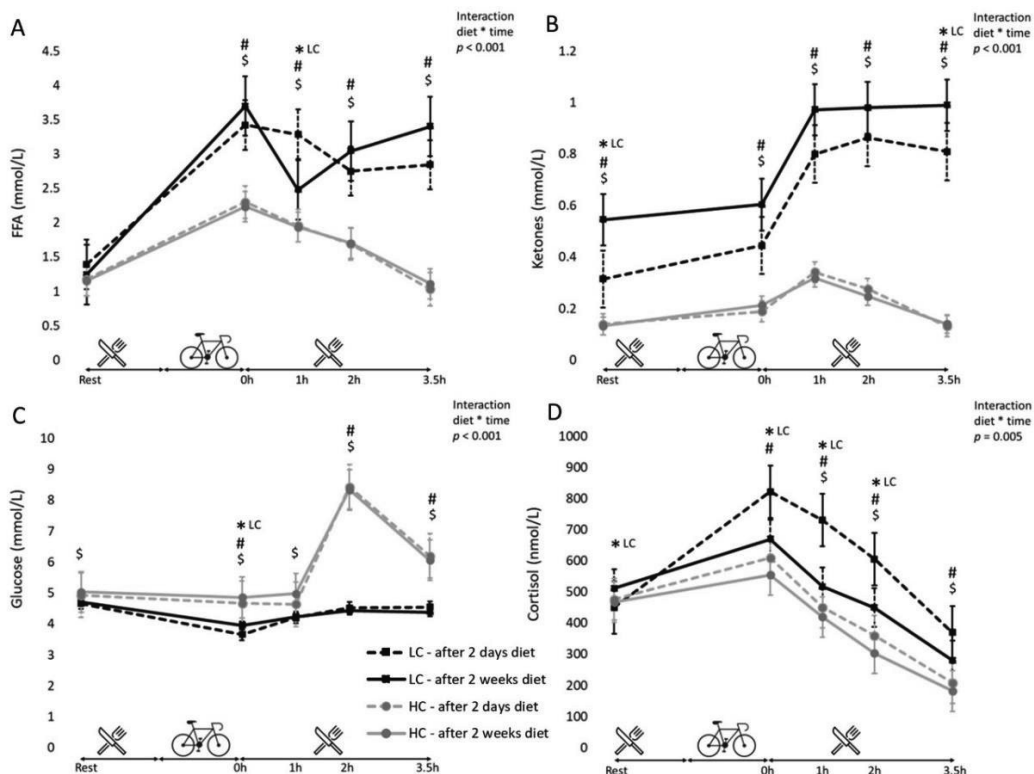 A
Interaction
diet * time
p < 0.001
FFA (mmol/L)
4.5
4
3.5
3
2.5
2
1.5
1
0.5
0
#
$
* LC
#
$
#
$
#
$
Rest
0h
1h
2h
3.5h
B
Interaction
diet * time
p < 0.001
Ketones (mmol/L)
1.2
1
0.8
0.6
0.4
0.2
0
* LC
#
$
#
$
#
$
#
$
* LC
#
$
Rest
0h
1h
2h
3.5h
C
Interaction
diet * time
p < 0.001
Glucose (mmol/L)
10
9
8
7
6
5
4
3
2
1
0
$
* LC
#
$
$
#
$
#
$
LC - after 2 days diet
LC - after 2 weeks diet
HC - after 2 days diet
HC - after 2 weeks diet
Rest
0h
1h
2h
3.5h
D
Interaction
diet * time
p = 0.005
Cortisol (nmol/L)
1000
900
800
700
600
500
400
300
200
100
0
* LC
* LC
#
* LC
#
$
* LC
#
$
#
$
Rest
0h
1h
2h
3.5h